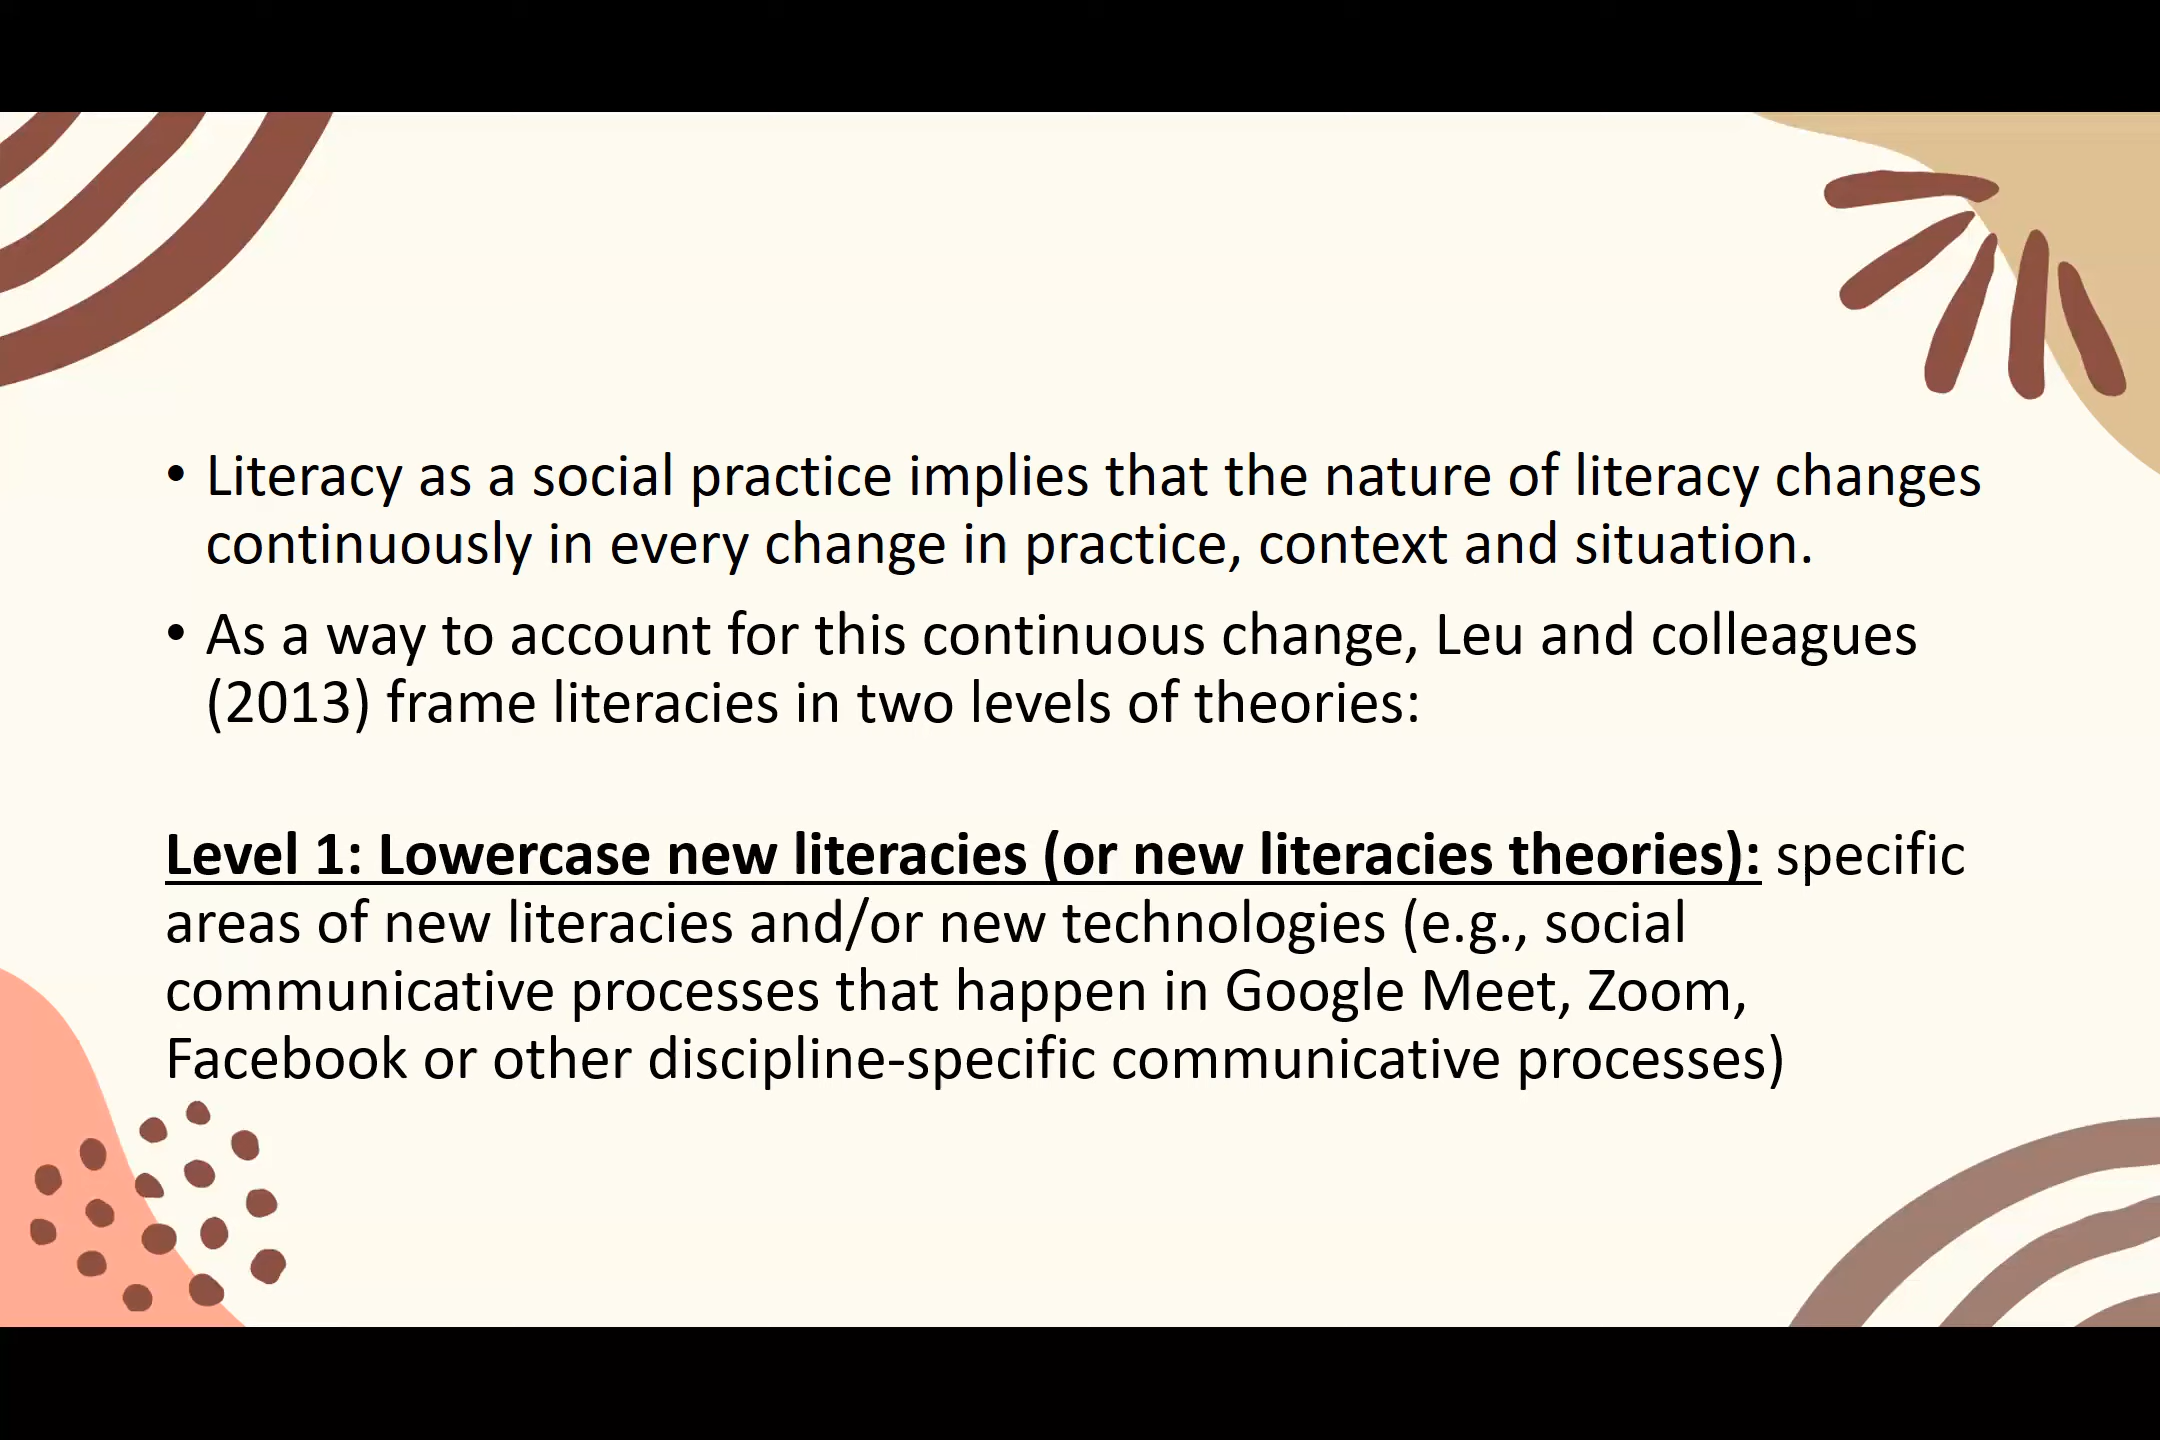 • Literacy as a social practice implies that the nature of literacy changes
continuously in every change in practice, context and situation.
• As a way to account for this continuous change, Leu and colleagues
(2013) frame literacies in two levels of theories:
Level 1: Lowercase new literacies (or new literacies theories): specific
areas of new literacies and/or new technologies (e.g., social
communicative processes that happen in Google Meet, Zoom,
Facebook or other discipline-specific communicative processes)